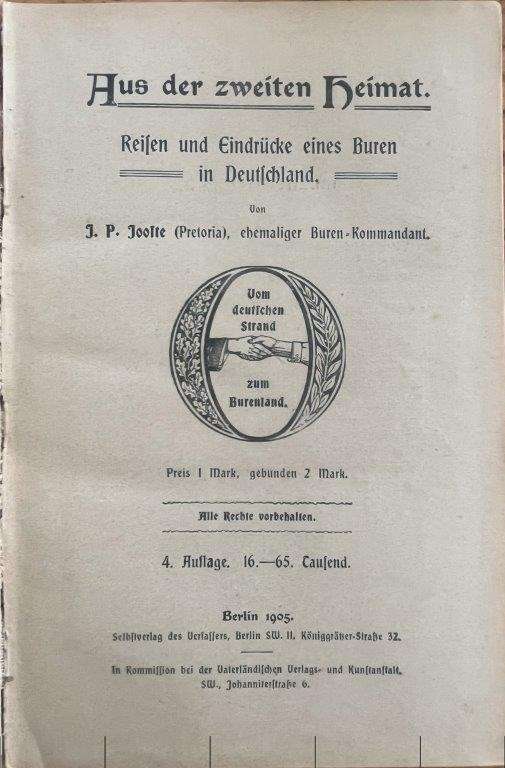 Aus der zweiten Heimat.
Reiſen und Eindrücke eines Buren
in Deutſchland.
Von
J. P. Jooſte (Pretoria), ehemaliger Buren-Kommandant.
Vom
deutſchen
Strand
zum
Burenland.
Preis 1 Mark, gebunden 2 Mark.
Alle Rechte vorbehalten.
4. Auflage. 16.—65. Tauſend.
Berlin 1905.
Selbſtverlag des Verfaſſers, Berlin SW. 11, Königgrätzer-Straße 32.
In Kommiſſion bei der Vaterländiſchen Verlags- und Kunſtanſtalt,
SW., Johanniterſtraße 6.